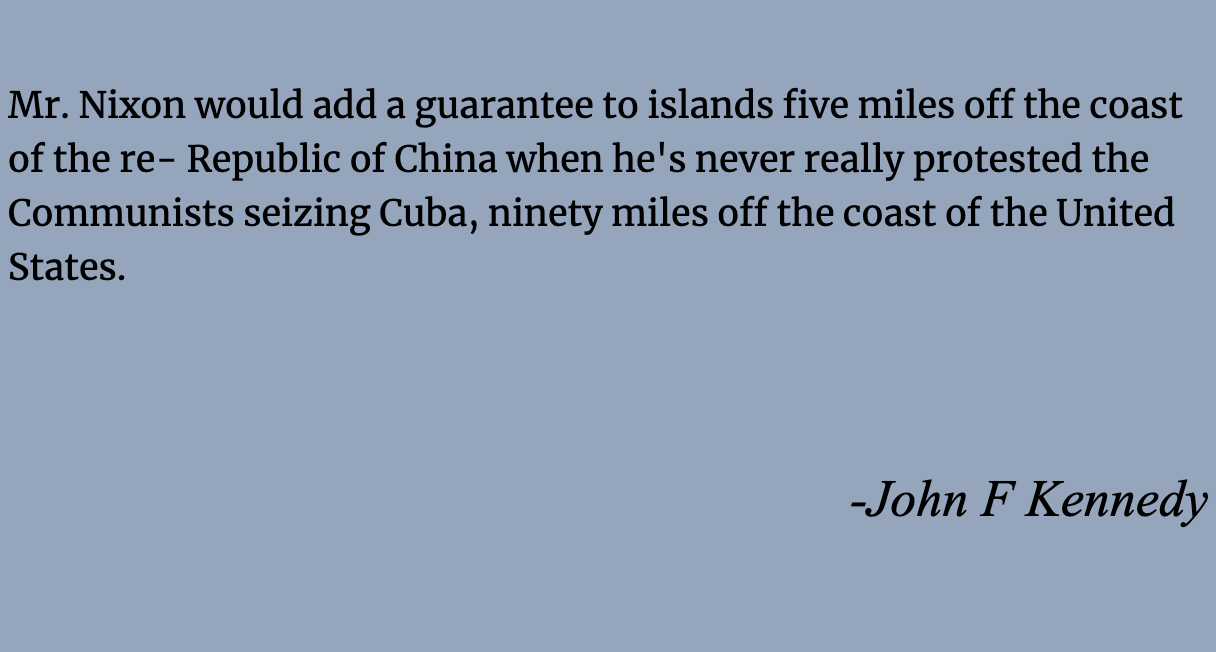 Mr. Nixon would add a guarantee to islands five miles off the coast
of the re- Republic of China when he's never really protested the
Communists seizing Cuba, ninety miles off the coast of the United
States.
-John F Kennedy